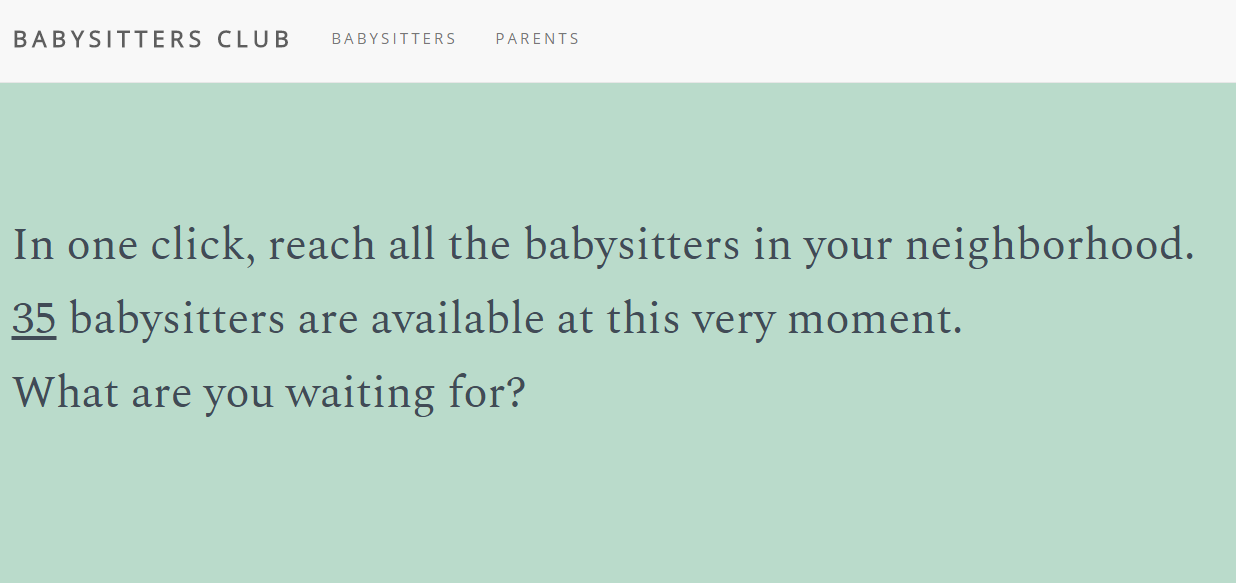 BABYSITTERS CLUB BABYSITTERS PARENTS
In one click, reach all the babysitters in your neighborhood.
35 babysitters are available at this very moment.
What are you waiting for?